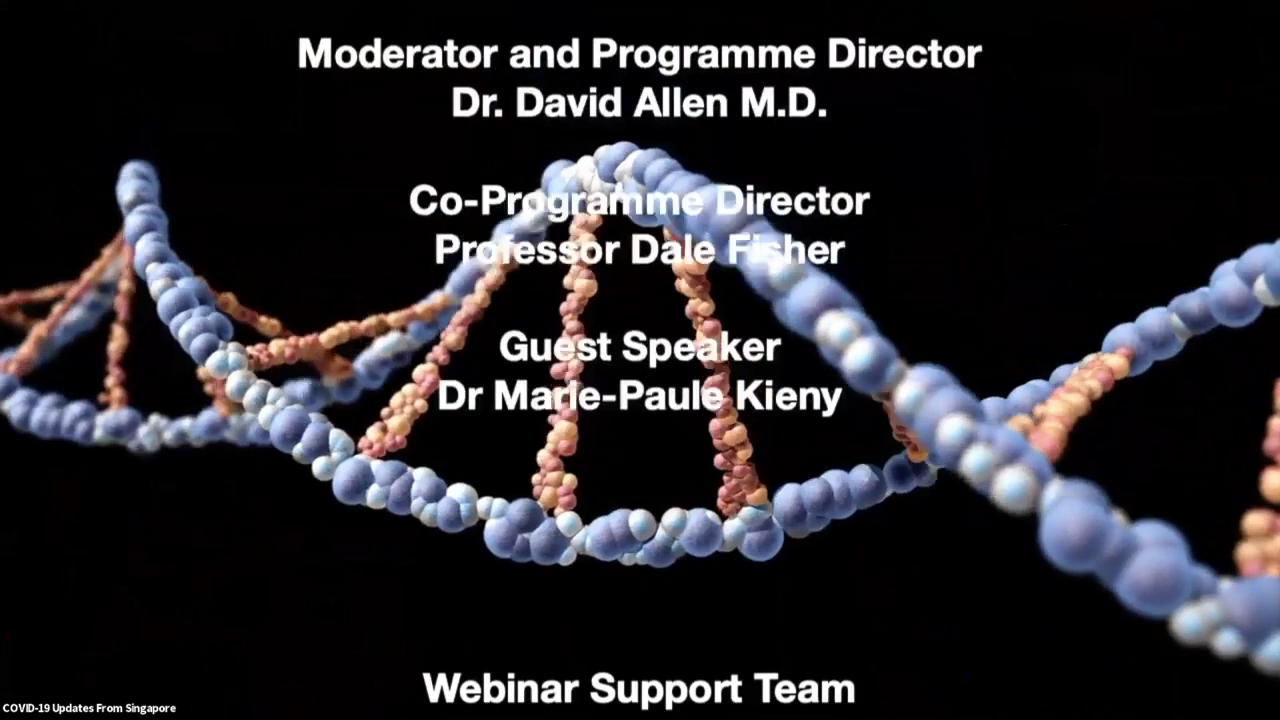 Moderator and Programme Director
Dr. David Allen M.D.
Co-Programme Director
Professor Dale Fisher
Guest Speaker
Dr Marie-Paule Kieny
Webinar Support Team
COVID-19 Updates From Singapore